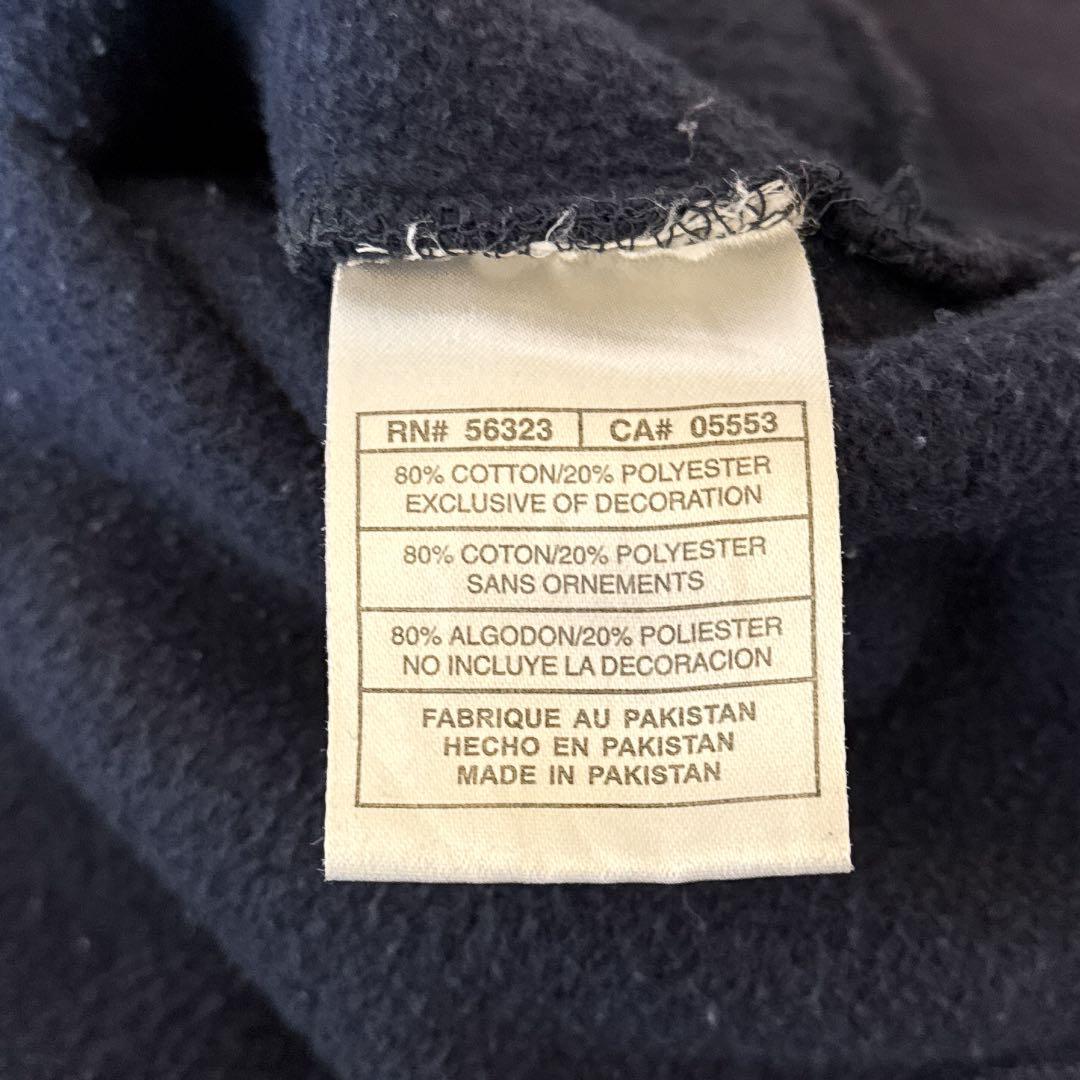 RN# 56323 CA# 05553
80% COTTON/20% POLYESTER
EXCLUSIVE OF DECORATION
80% COTON/20% POLYESTER
SANS ORNEMENTS
80% ALGODON/20% POLIESTER
NO INCLUYE LA DECORACION
FABRIQUE AU PAKISTAN
HECHO EN PAKISTAN
MADE IN PAKISTAN